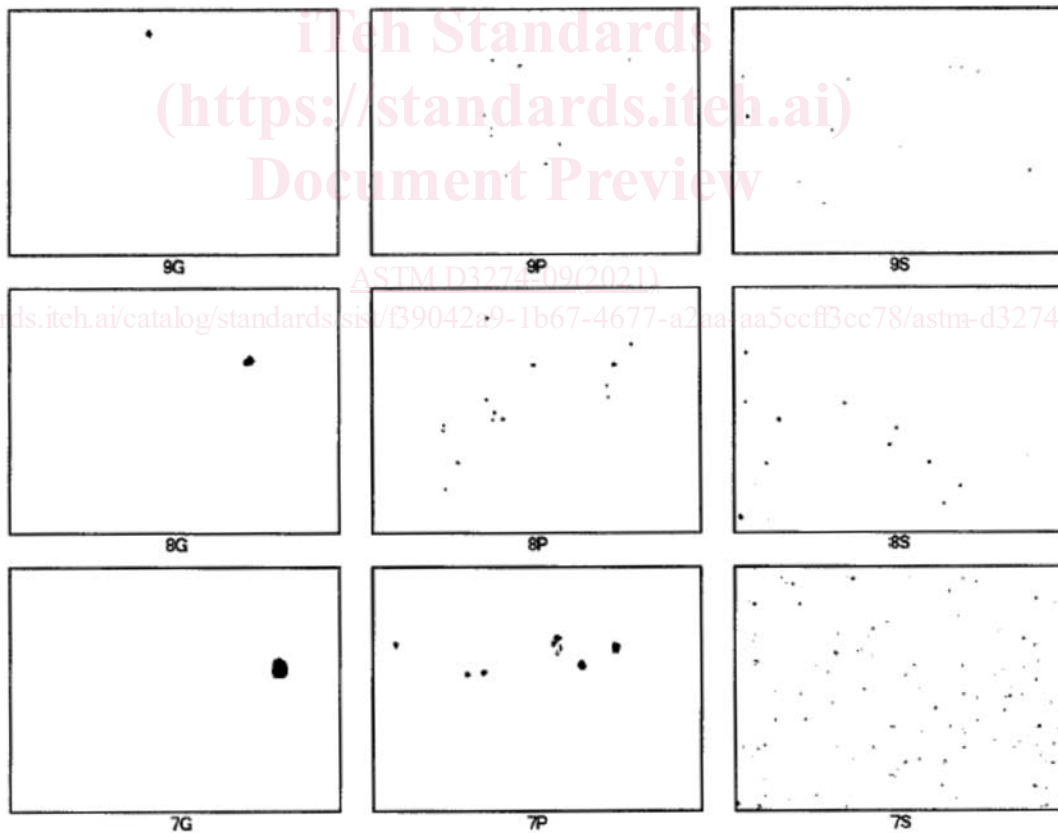 iTeh Standards
(https://standards.iteh.ai)
Document Preview
9G 9P 9S
ASTM D3274-09(2021)
rds.iteh.ai/catalog/standards/sist/f39042a9-1b67-4677-a2aa-aa5ccff3cc78/astm-d3274
8G 8P 8S
7G 7P 7S